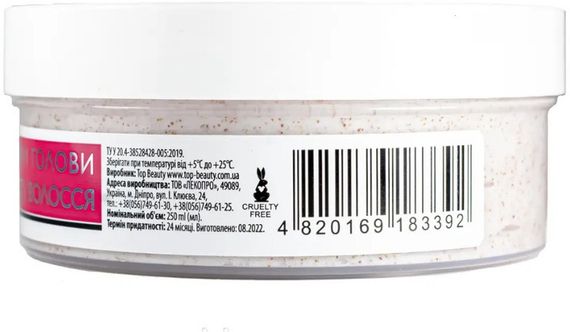 ГОЛОВИ
ВОЛОССЯ
ТУ У 20.4-38528428-005:2019.
Зберігати при температурі від +5°С до +25°С.
Виробник: Top Beauty www.top-beauty.com.ua
Адреса виробництва: ТОВ "ЛЕКОПРО", 49089,
Україна, м. Дніпро, вул. І. Клюєва, 24,
тел.: +38(056)749-61-30, +38(056)749-61-25.
Номінальний об'єм: 250 ml (мл).
Термін придатності: 24 місяці. Виготовлено: 08.2022.
CRUELTY
FREE
4 820169 183392